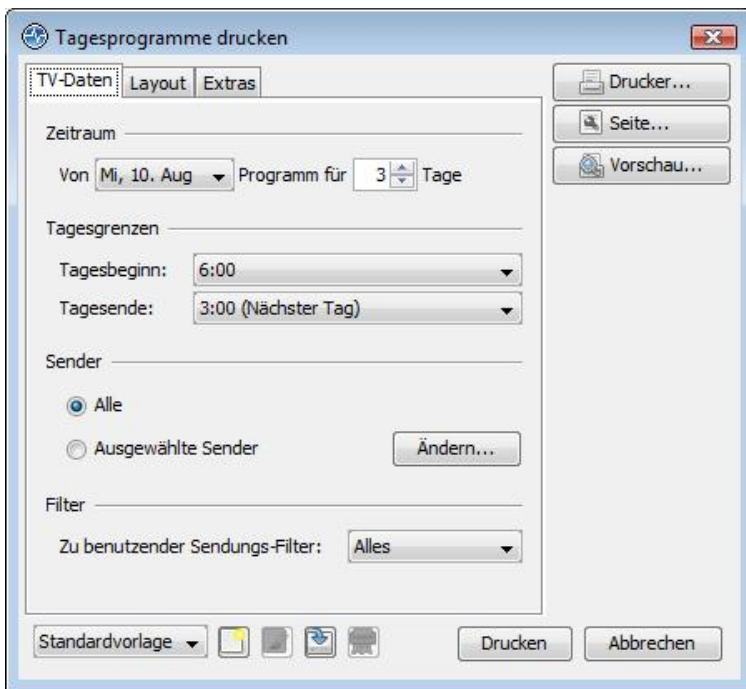 Tagesprogramme drucken
TV-Daten Layout Extras
Drucker...
Seite...
Vorschau...
Zeitraum
Von Mi, 10. Aug Programm für 3 Tage
Tagesgrenzen
Tagesbeginn: 6:00
Tagesende: 3:00 (Nächster Tag)
Sender
Alle
Ausgewählte Sender Ändern...
Filter
Zu benutzender Sendungs-Filter: Alles
Standardvorlage Drucken Abbrechen